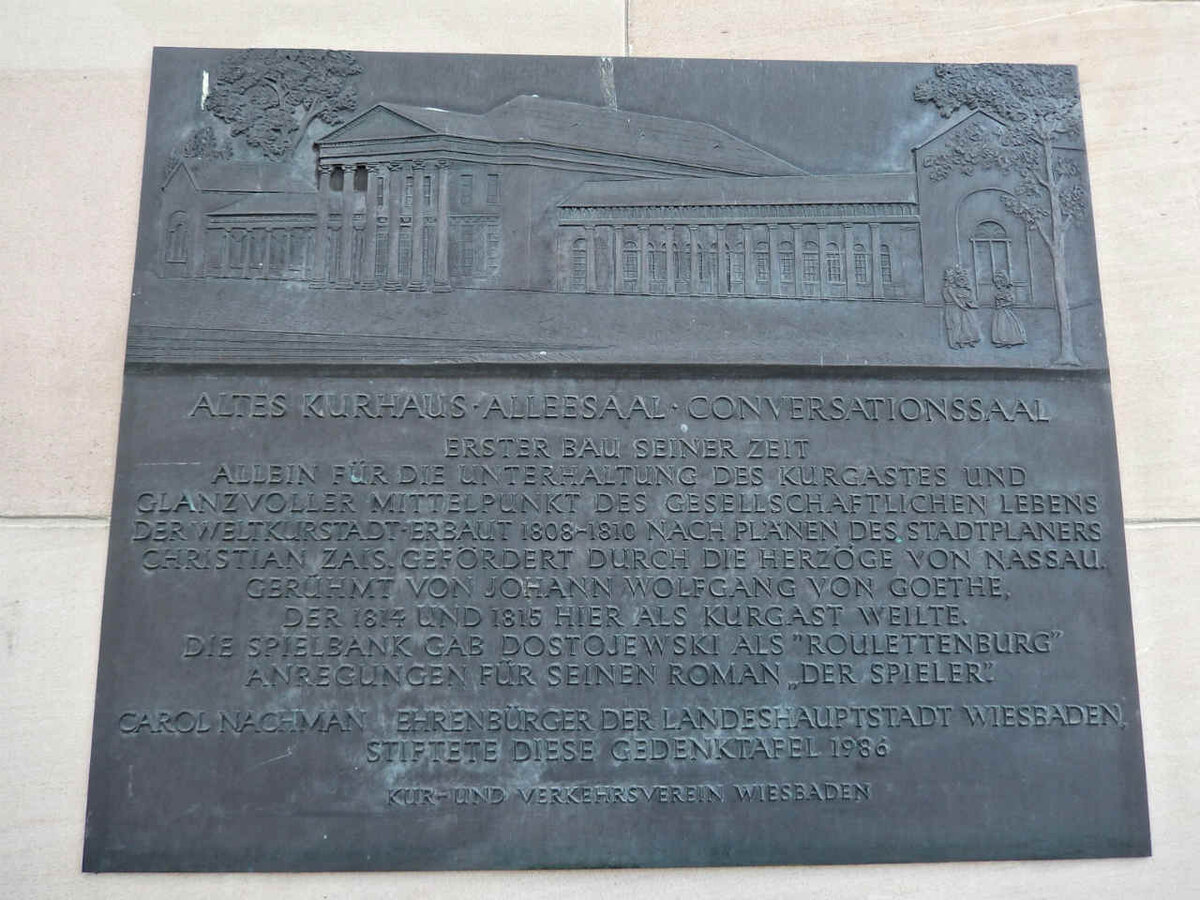 ALTES KURHAUS · ALLEESAAL · CONVERSATIONSSAAL
ERSTER BAU SEINER ZEIT
ALLEIN FÜR DIE UNTERHALTUNG DES KURGASTES UND
GLANZVOLLER MITTELPUNKT DES GESELLSCHAFTLICHEN LEBENS
DER WELTKURSTADT · ERBAUT 1808-1810 NACH PLÄNEN DES STADTPLANERS
CHRISTIAN ZAIS. GEFÖRDERT DURCH DIE HERZÖGE VON NASSAU.
GERÜHMT VON JOHANN WOLFGANG VON GOETHE,
DER 1814 UND 1815 HIER ALS KURGAST WEILTE.
DIE SPIELBANK GAB DOSTOJEWSKI ALS "ROULETTENBURG"
ANREGUNGEN FÜR SEINEN ROMAN „DER SPIELER".
CAROL NACHMAN EHRENBÜRGER DER LANDESHAUPTSTADT WIESBADEN,
STIFTETE DIESE GEDENKTAFEL 1986
KUR- UND VERKEHRSVEREIN WIESBADEN